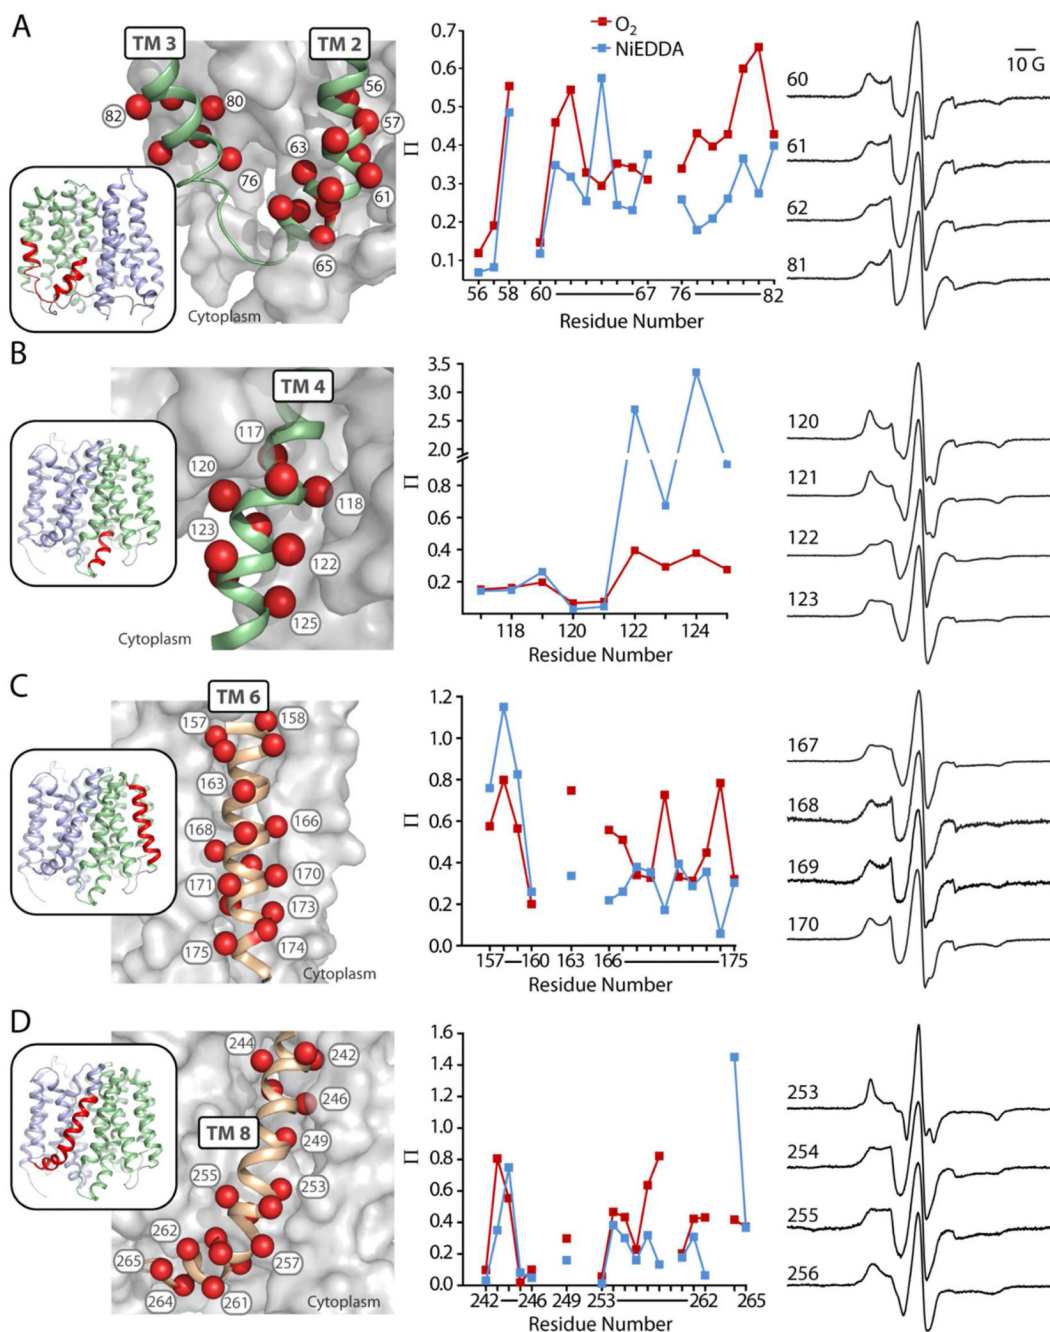 A
TM 3
TM 2
82
80
76
63
56
57
61
65
Cytoplasm
O2
NiEDDA
Π
0.7
0.6
0.5
0.4
0.3
0.2
0.1
56 58 60 67 76 82
Residue Number
10 G
60
61
62
81
B
TM 4
117
120
118
123
122
125
Cytoplasm
Π
3.5
3.0
2.5
2.0
0.8
0.6
0.4
0.2
118 120 122 124
Residue Number
120
121
122
123
C
TM 6
157
158
163
168
166
171
170
173
175
174
Cytoplasm
Π
1.2
1.0
0.8
0.6
0.4
0.2
0.0
157 160 163 166 175
Residue Number
167
168
169
170
D
TM 8
244
242
246
249
255
253
262
265
257
264
261
Cytoplasm
Π
1.6
1.4
1.2
1.0
0.8
0.6
0.4
0.2
0.0
242 246 249 253 262 265
Residue Number
253
254
255
256